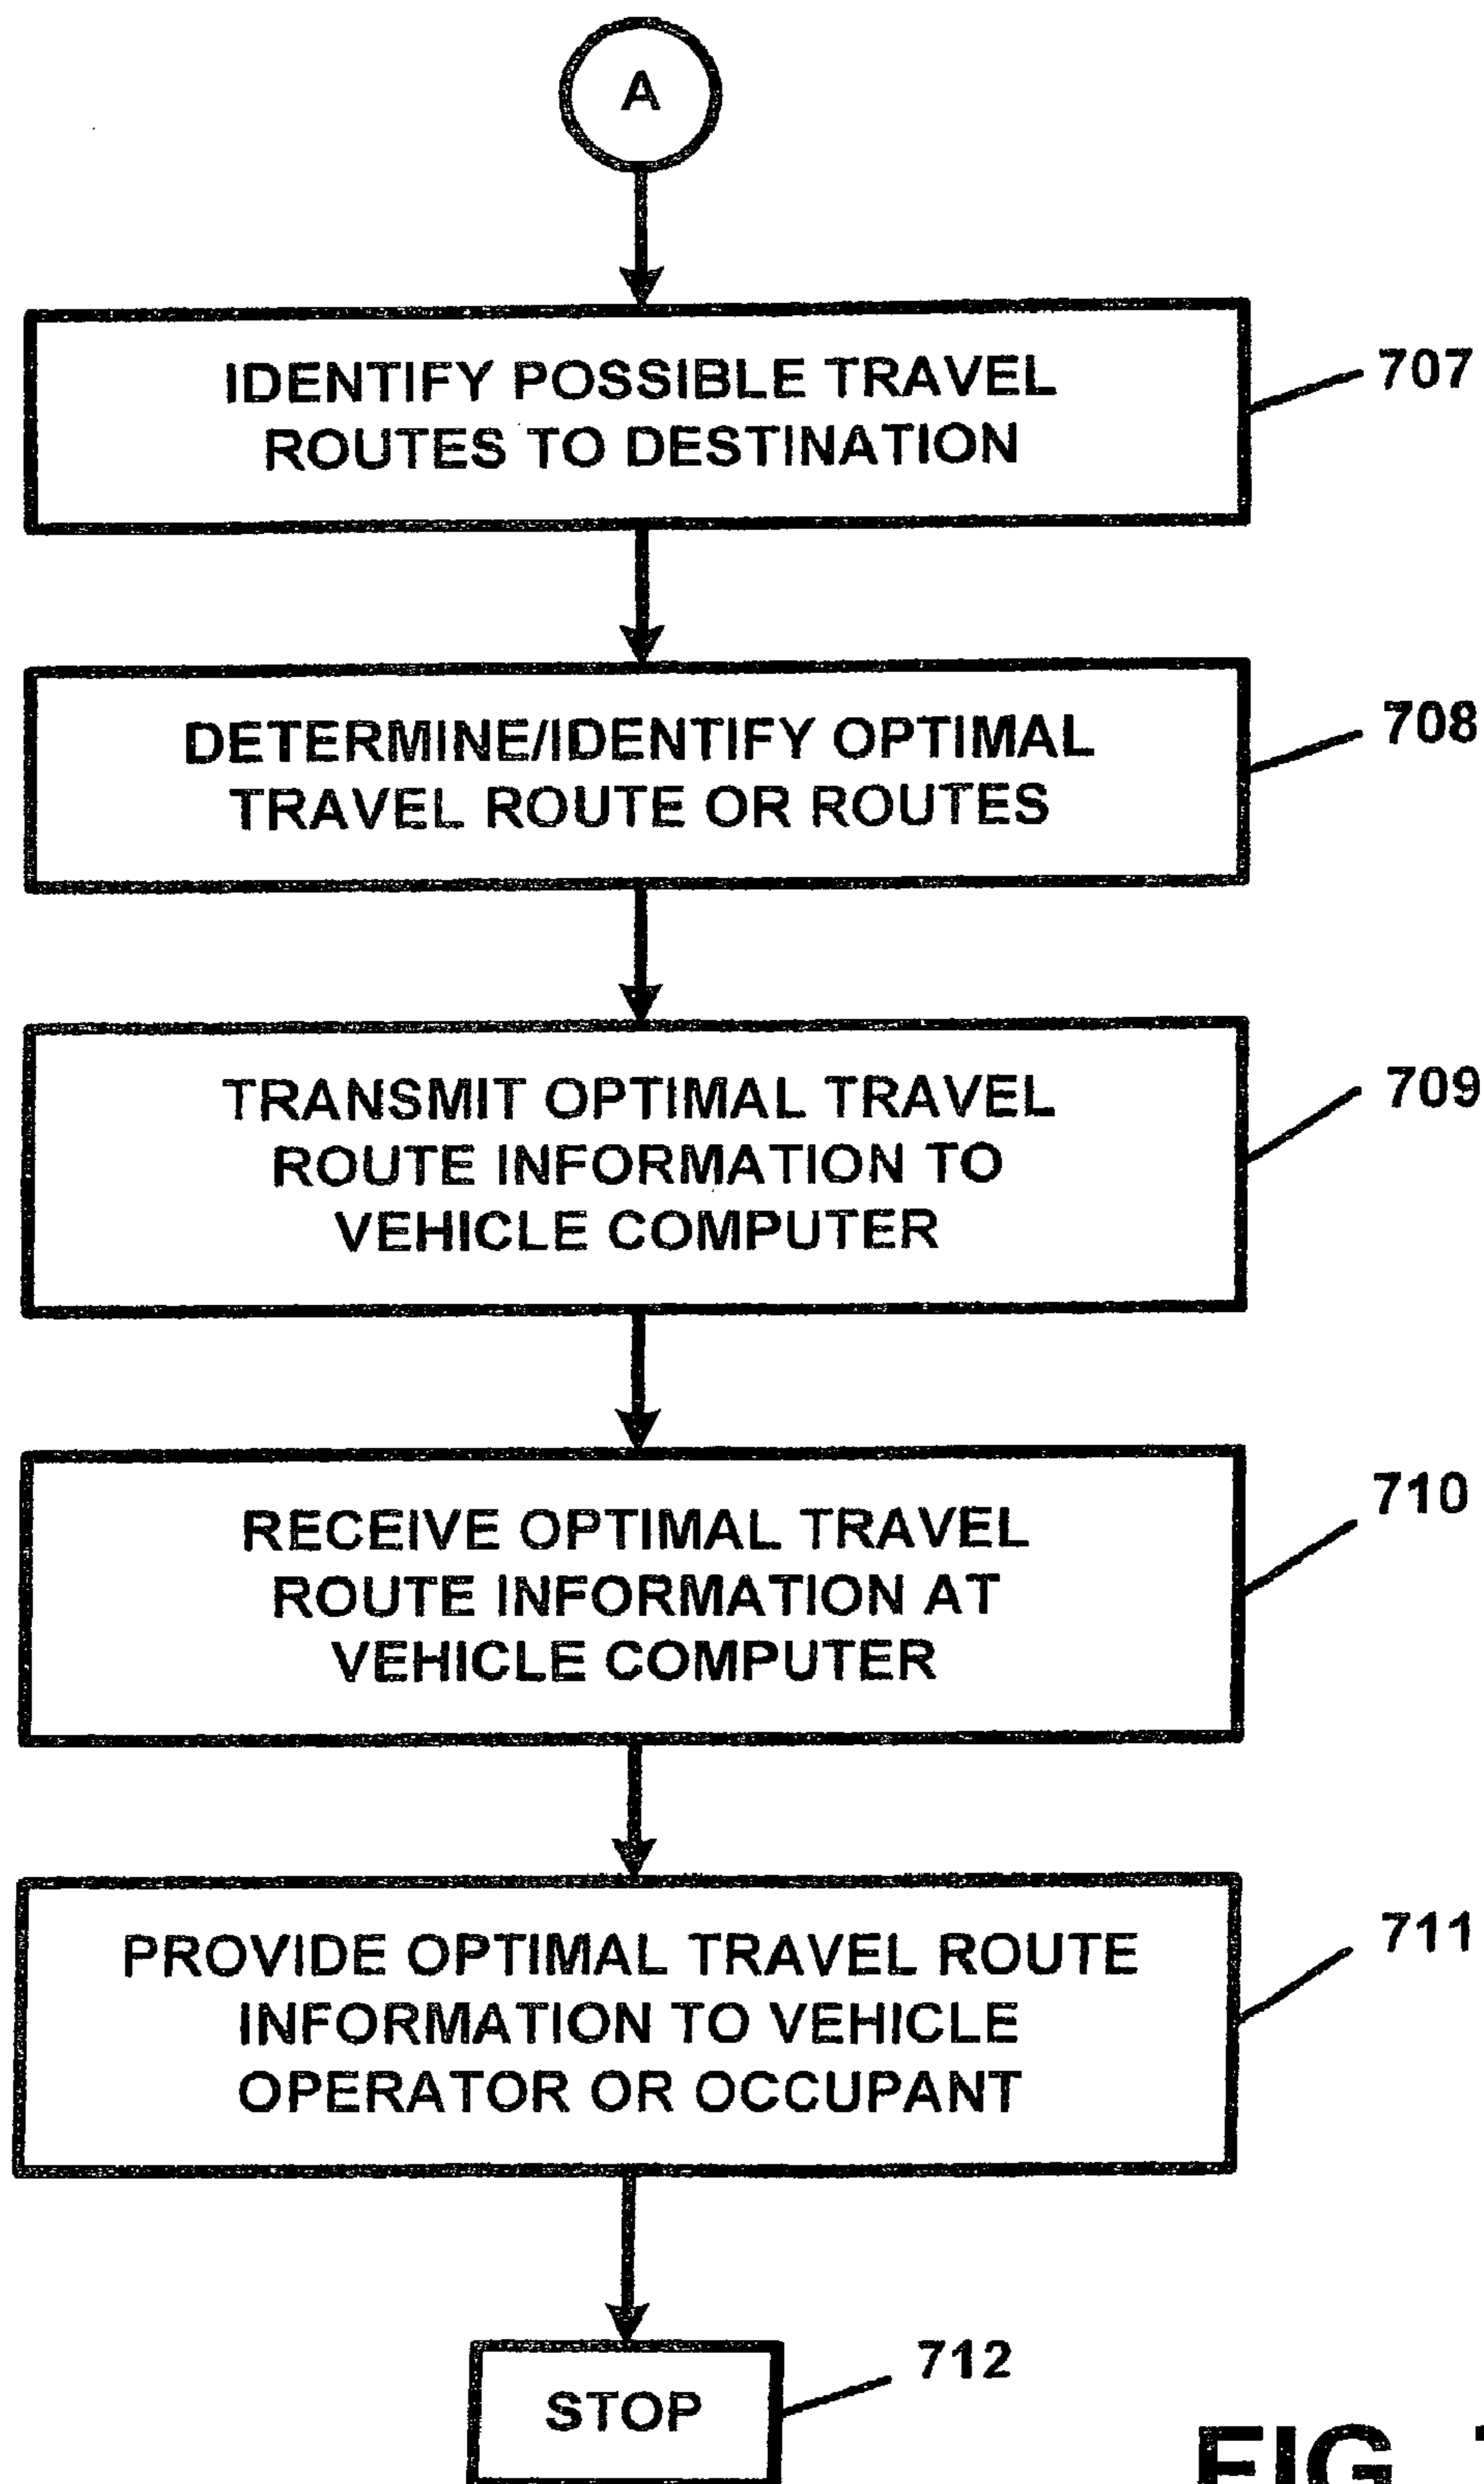 A
IDENTIFY POSSIBLE TRAVEL
ROUTES TO DESTINATION
707
DETERMINE/IDENTIFY OPTIMAL
TRAVEL ROUTE OR ROUTES
708
TRANSMIT OPTIMAL TRAVEL
ROUTE INFORMATION TO
VEHICLE COMPUTER
709
RECEIVE OPTIMAL TRAVEL
ROUTE INFORMATION AT
VEHICLE COMPUTER
710
PROVIDE OPTIMAL TRAVEL ROUTE
INFORMATION TO VEHICLE
OPERATOR OR OCCUPANT
711
STOP
712
FIG.